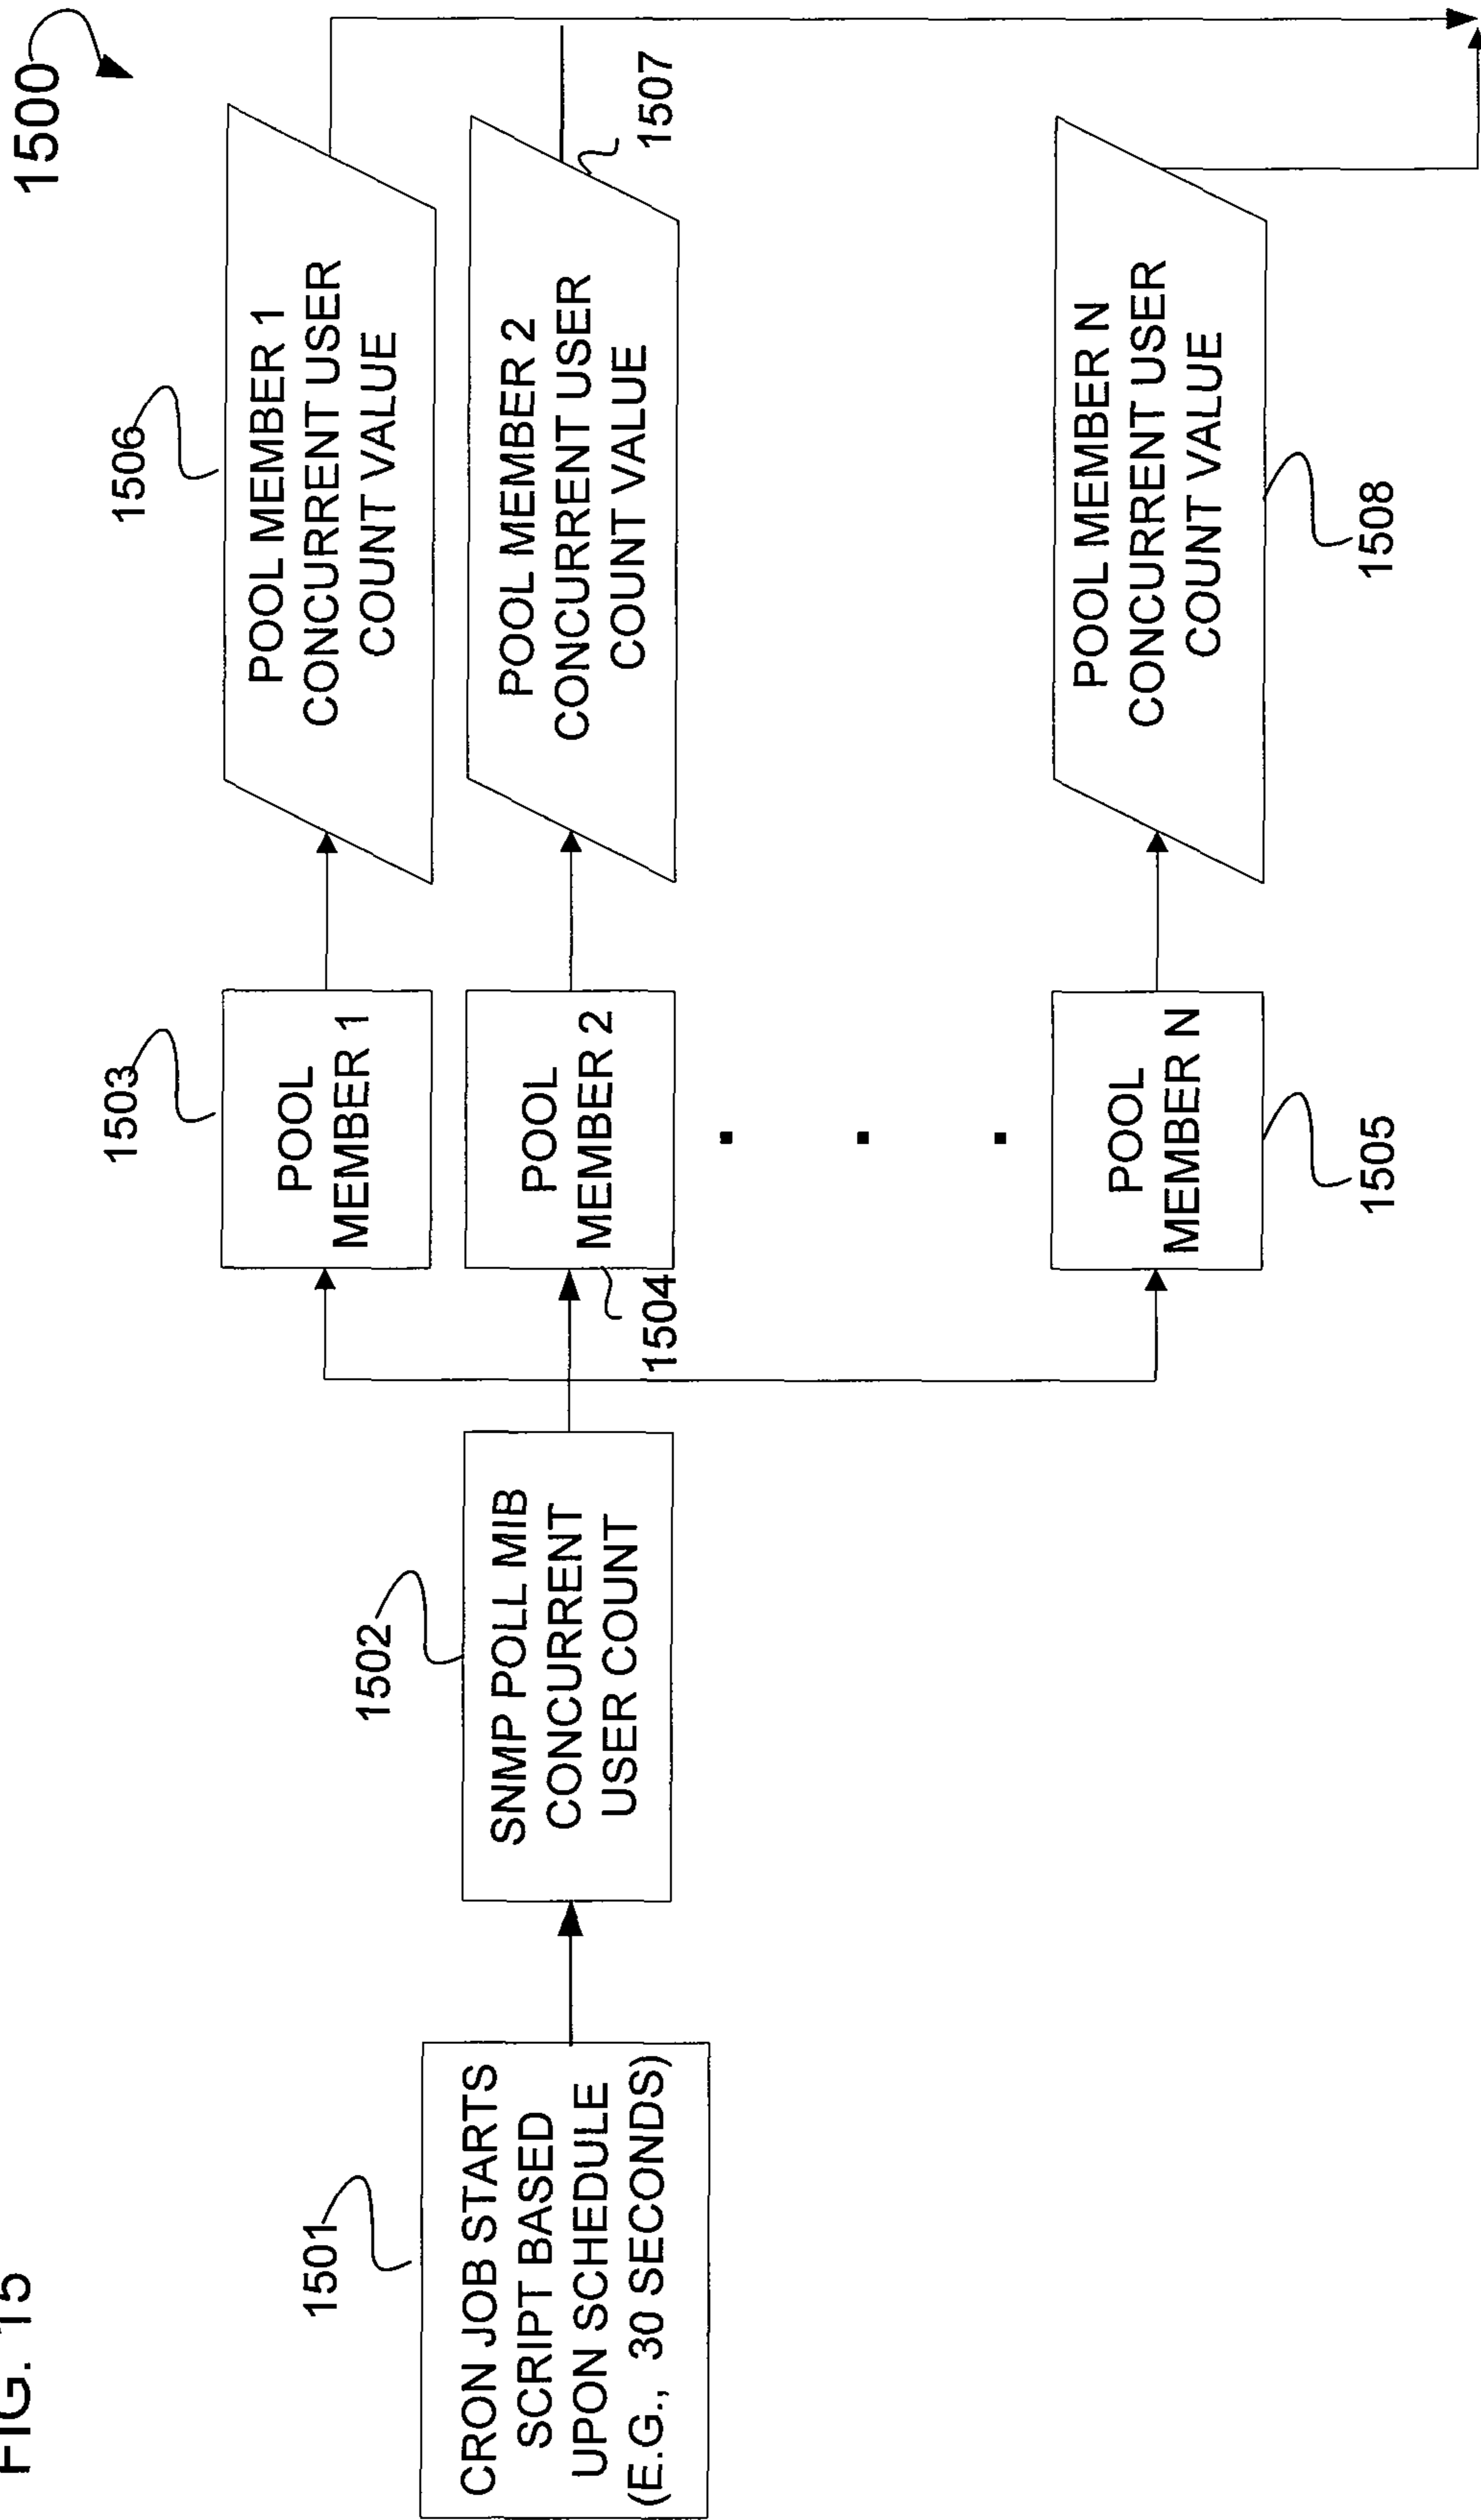 FIG. 15
1500
1501
CRON JOB STARTS
SCRIPT BASED
UPON SCHEDULE
(E.G., 30 SECONDS)
1502
SNMP POLL MIB
CONCURRENT
USER COUNT
1503
POOL
MEMBER 1
1506
POOL MEMBER 1
CONCURRENT USER
COUNT VALUE
POOL
MEMBER 2
1504
POOL MEMBER 2
CONCURRENT USER
COUNT VALUE
1507
POOL
MEMBER N
1505
POOL MEMBER N
CONCURRENT USER
COUNT VALUE
1508